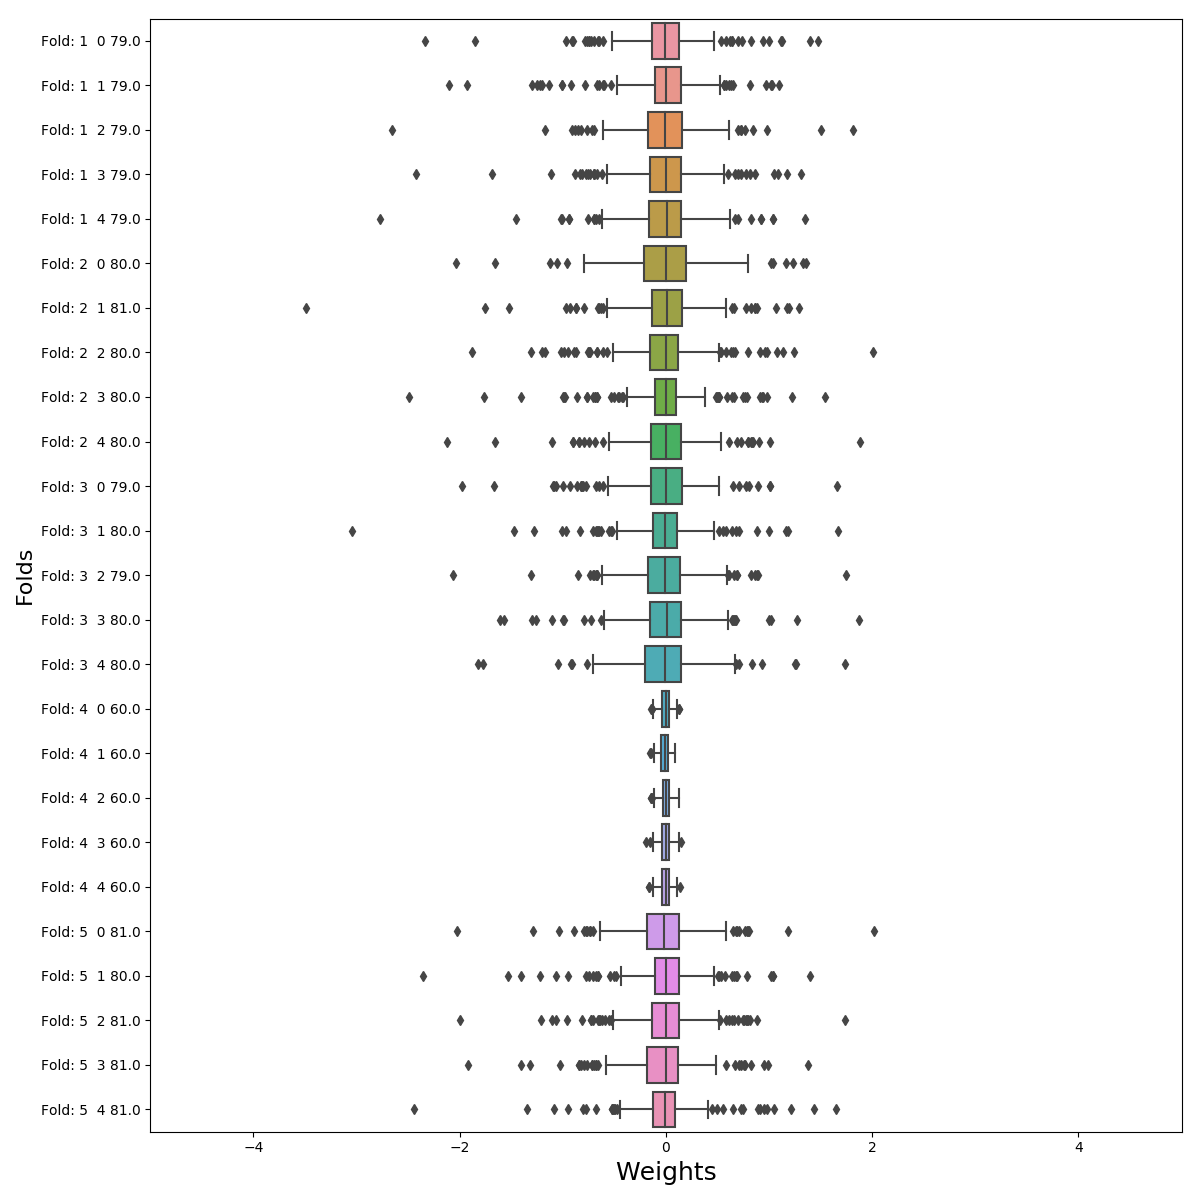 Fold: 1  0 79.0
Fold: 1  1 79.0
Fold: 1  2 79.0
Fold: 1  3 79.0
Fold: 1  4 79.0
Fold: 2  0 80.0
Fold: 2  1 81.0
Fold: 2  2 80.0
Fold: 2  3 80.0
Fold: 2  4 80.0
Fold: 3  0 79.0
Fold: 3  1 80.0
Fold: 3  2 79.0
Fold: 3  3 80.0
Fold: 3  4 80.0
Fold: 4  0 60.0
Fold: 4  1 60.0
Fold: 4  2 60.0
Fold: 4  3 60.0
Fold: 4  4 60.0
Fold: 5  0 81.0
Fold: 5  1 80.0
Fold: 5  2 81.0
Fold: 5  3 81.0
Fold: 5  4 81.0
Folds
−4 −2 0 2 4
Weights